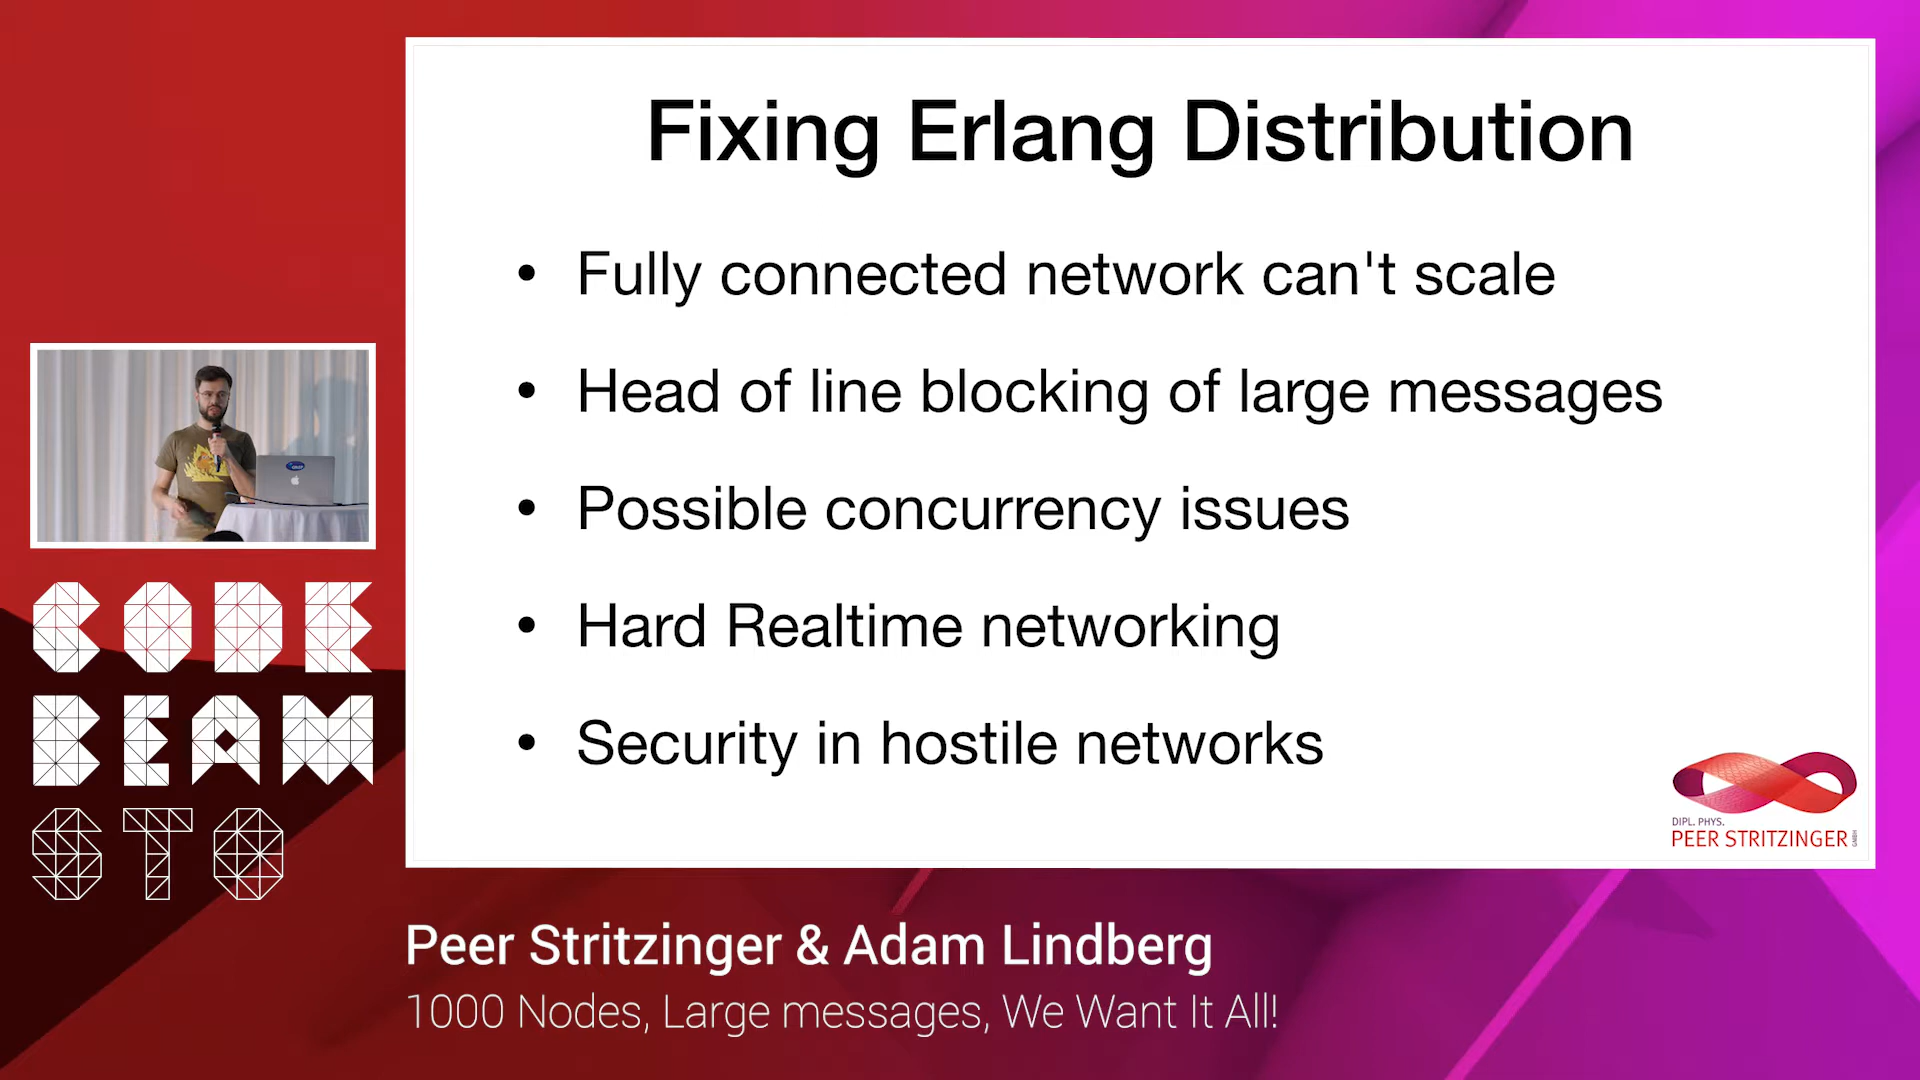 Fixing Erlang Distribution
• Fully connected network can't scale
• Head of line blocking of large messages
• Possible concurrency issues
• Hard Realtime networking
• Security in hostile networks
DIPL. PHYS.
PEER STRITZINGER GMBH
CODE
BEAM
STO
Peer Stritzinger & Adam Lindberg
1000 Nodes, Large messages, We Want It All!